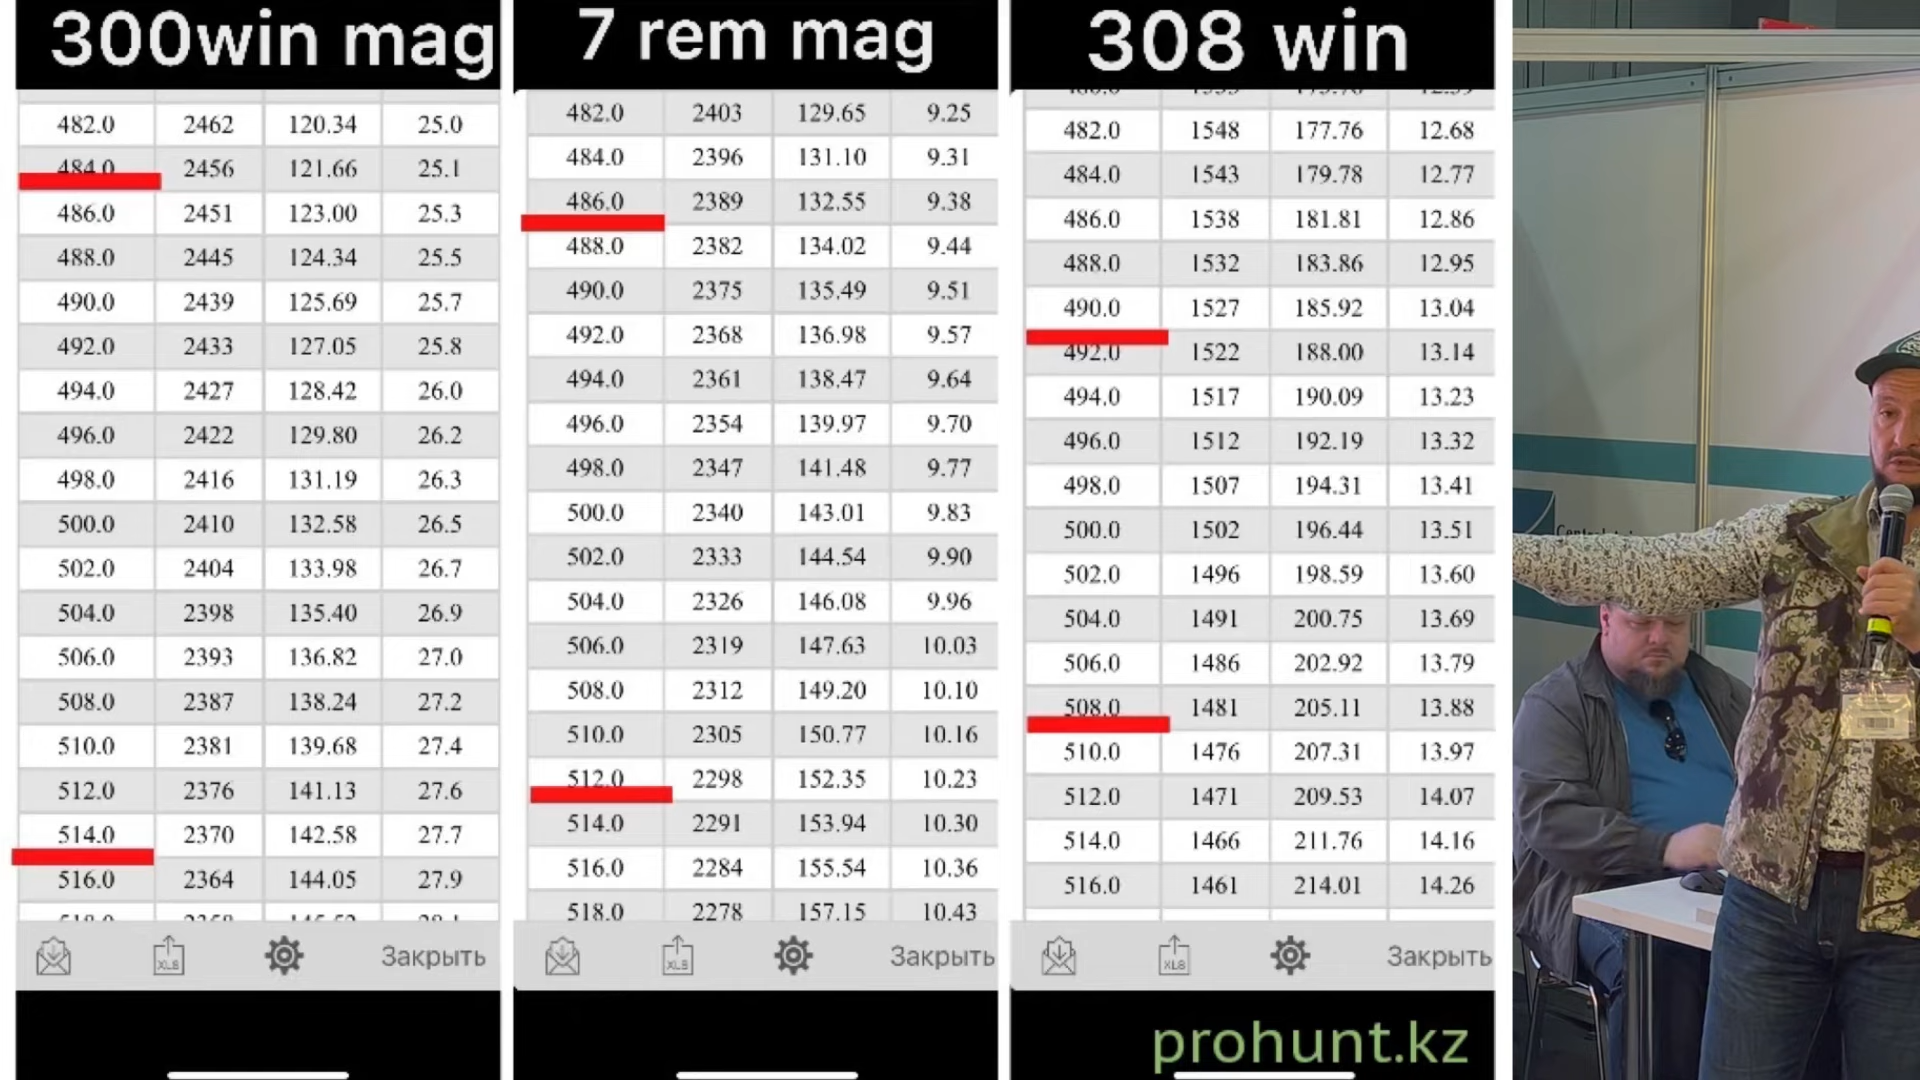 300win mag
482.0 2462 120.34 25.0
484.0 2456 121.66 25.1
486.0 2451 123.00 25.3
488.0 2445 124.34 25.5
490.0 2439 125.69 25.7
492.0 2433 127.05 25.8
494.0 2427 128.42 26.0
496.0 2422 129.80 26.2
498.0 2416 131.19 26.3
500.0 2410 132.58 26.5
502.0 2404 133.98 26.7
504.0 2398 135.40 26.9
506.0 2393 136.82 27.0
508.0 2387 138.24 27.2
510.0 2381 139.68 27.4
512.0 2376 141.13 27.6
514.0 2370 142.58 27.7
516.0 2364 144.05 27.9
XLS
Закрыть
7 rem mag
482.0 2403 129.65 9.25
484.0 2396 131.10 9.31
486.0 2389 132.55 9.38
488.0 2382 134.02 9.44
490.0 2375 135.49 9.51
492.0 2368 136.98 9.57
494.0 2361 138.47 9.64
496.0 2354 139.97 9.70
498.0 2347 141.48 9.77
500.0 2340 143.01 9.83
502.0 2333 144.54 9.90
504.0 2326 146.08 9.96
506.0 2319 147.63 10.03
508.0 2312 149.20 10.10
510.0 2305 150.77 10.16
512.0 2298 152.35 10.23
514.0 2291 153.94 10.30
516.0 2284 155.54 10.36
518.0 2278 157.15 10.43
XLS
Закрыть
308 win
482.0 1548 177.76 12.68
484.0 1543 179.78 12.77
486.0 1538 181.81 12.86
488.0 1532 183.86 12.95
490.0 1527 185.92 13.04
492.0 1522 188.00 13.14
494.0 1517 190.09 13.23
496.0 1512 192.19 13.32
498.0 1507 194.31 13.41
500.0 1502 196.44 13.51
502.0 1496 198.59 13.60
504.0 1491 200.75 13.69
506.0 1486 202.92 13.79
508.0 1481 205.11 13.88
510.0 1476 207.31 13.97
512.0 1471 209.53 14.07
514.0 1466 211.76 14.16
516.0 1461 214.01 14.26
XLS
Закрыть
prohunt.kz